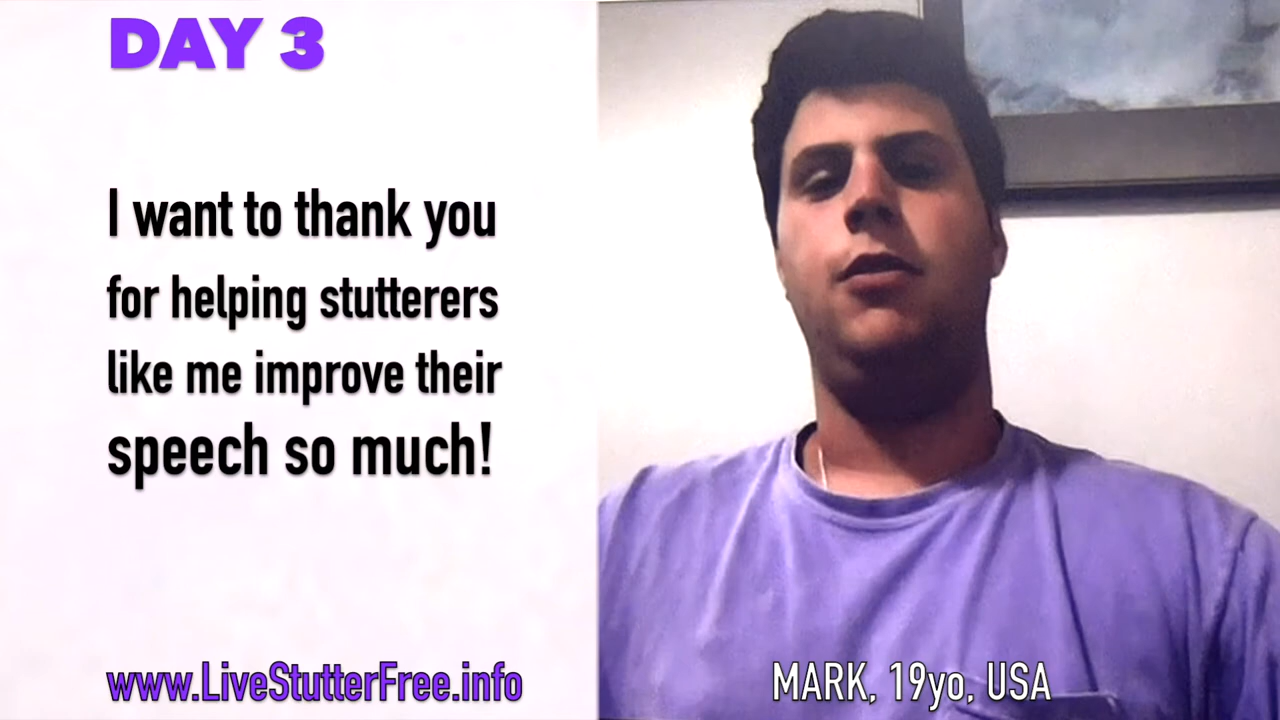 DAY 3
I want to thank you
for helping stutterers
like me improve their
speech so much!
www.LiveStutterFree.info
MARK, 19yo, USA